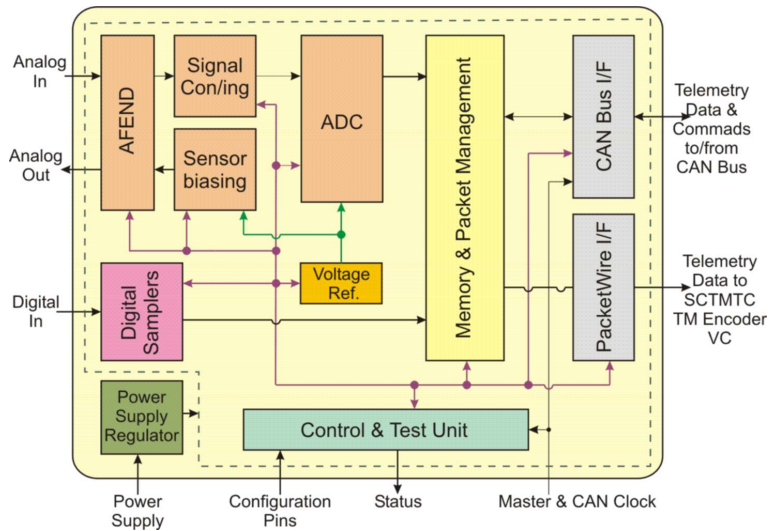 Analog
In
AFEND
Signal
Con/ing
ADC
Memory & Packet Management
CAN Bus I/F
Telemetry
Data &
Commads
to/from
CAN Bus
Analog
Out
Sensor
biasing
Digital
In
Digital
Samplers
Voltage
Ref.
PacketWire I/F
Telemetry
Data to
SCTMTC
TM Encoder
VC
Power
Supply
Regulator
Control & Test Unit
Power
Supply
Configuration
Pins
Status
Master & CAN Clock